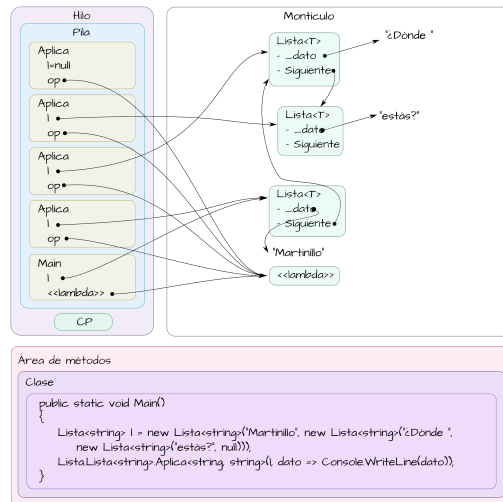 Hilo
Pila
Aplica
l=null
op
Aplica
l
op
Aplica
l
op
Aplica
l
op
Main
l
<<lambda>>
CP
Montículo
Lista<T>
- _dato
- Siguiente
"¿Dónde "
Lista<T>
- _dato
- Siguiente
"estás?"
Lista<T>
- _dato
- Siguiente
"Martinillo"
<<lambda>>
Área de métodos
Clase
public static void Main()
{
Lista<string> l = new Lista<string>("Martinillo", new Lista<string>("¿Dónde ",
new Lista<string>("estás?", null)));
Lista.Lista<string>.Aplica<string, string>(l, dato => Console.WriteLine(dato));
}